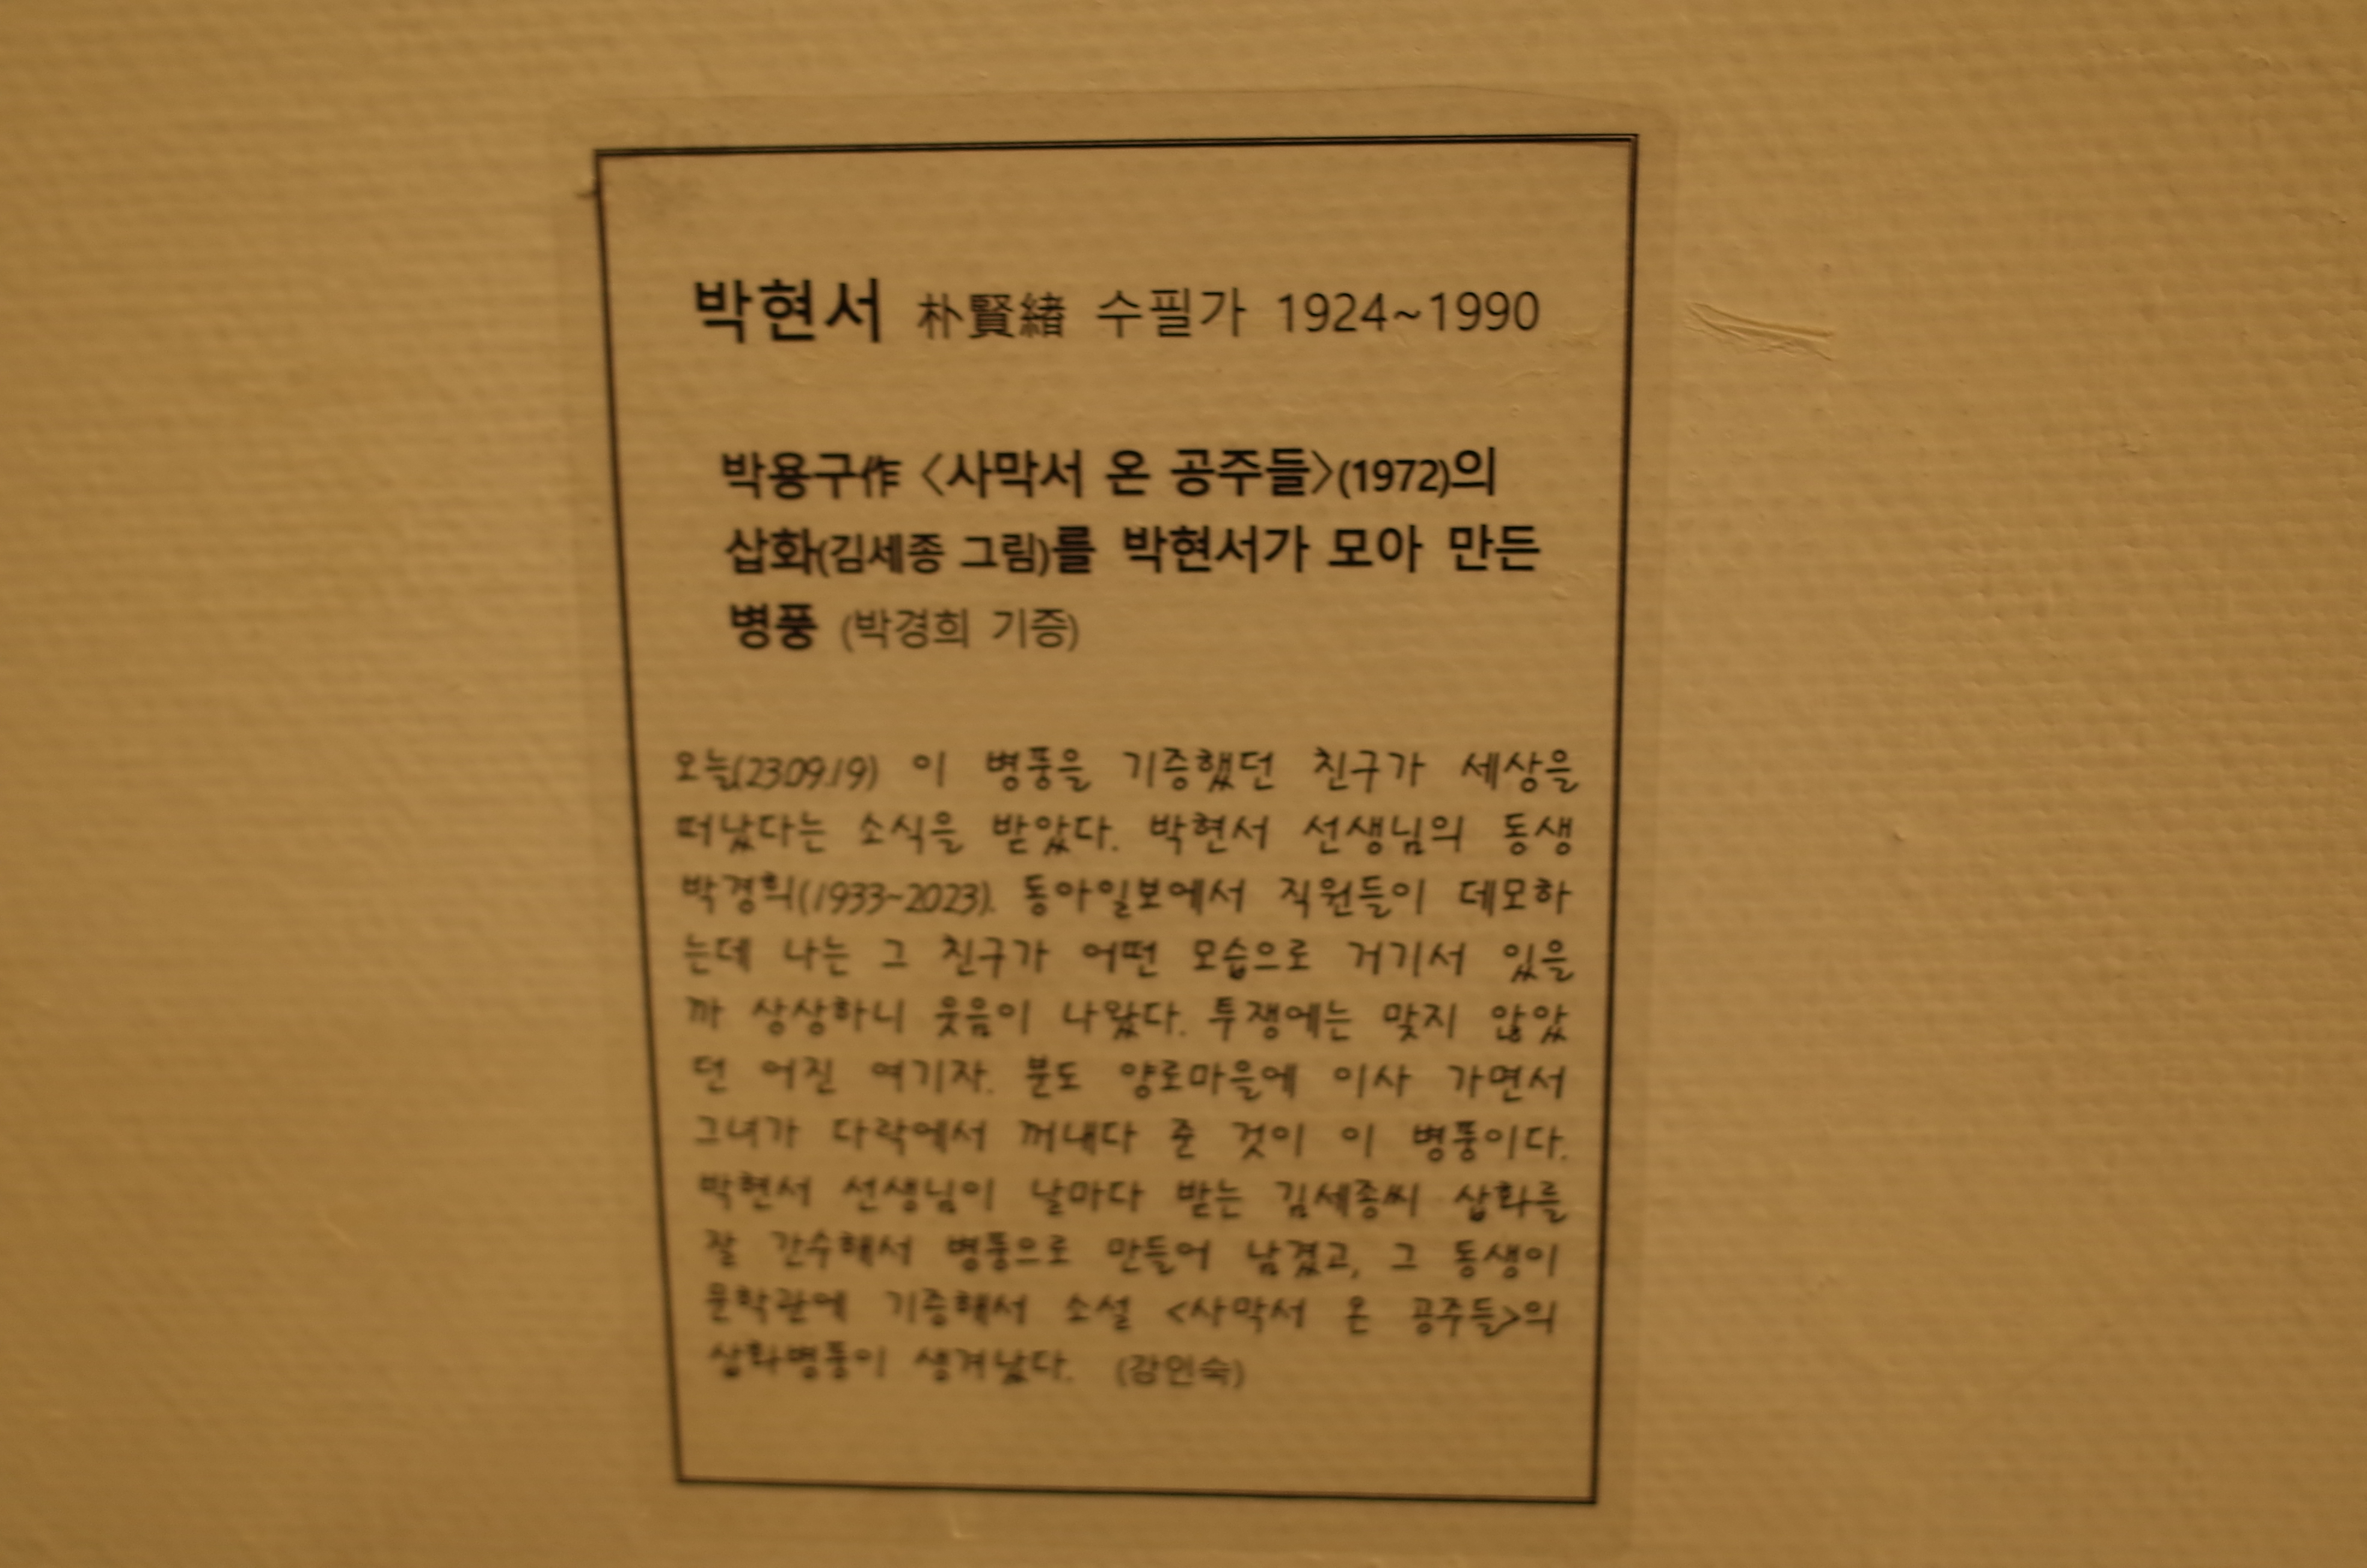 박현서 朴賢緖 수필가 1924~1990
박용구作 〈사막서 온 공주들〉(1972)의
삽화(김세종 그림)를 박현서가 모아 만든
병풍 (박경희 기증)
오늘(23.09.19) 이 병풍을 기증했던 친구가 세상을
떠났다는 소식을 받았다. 박현서 선생님의 동생
박경희(1933~2023). 동아일보에서 직원들이 데모하
는데 나는 그 친구가 어떤 모습으로 거기서 있을
까 상상하니 웃음이 나왔다. 투쟁에는 맞지 않았
던 어진 여기자. 분도 양로마을에 이사 가면서
그녀가 다락에서 꺼내다 준 것이 이 병풍이다.
박현서 선생님이 날마다 받는 김세종씨 삽화를
잘 간수해서 병풍으로 만들어 남겼고, 그 동생이
문학관에 기증해서 소설 <사막서 온 공주들>의
삽화병풍이 생겨났다. (강인숙)